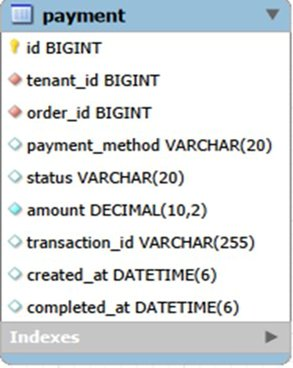 payment
id BIGINT
tenant_id BIGINT
order_id BIGINT
payment_method VARCHAR(20)
status VARCHAR(20)
amount DECIMAL(10,2)
transaction_id VARCHAR(255)
created_at DATETIME(6)
completed_at DATETIME(6)
Indexes